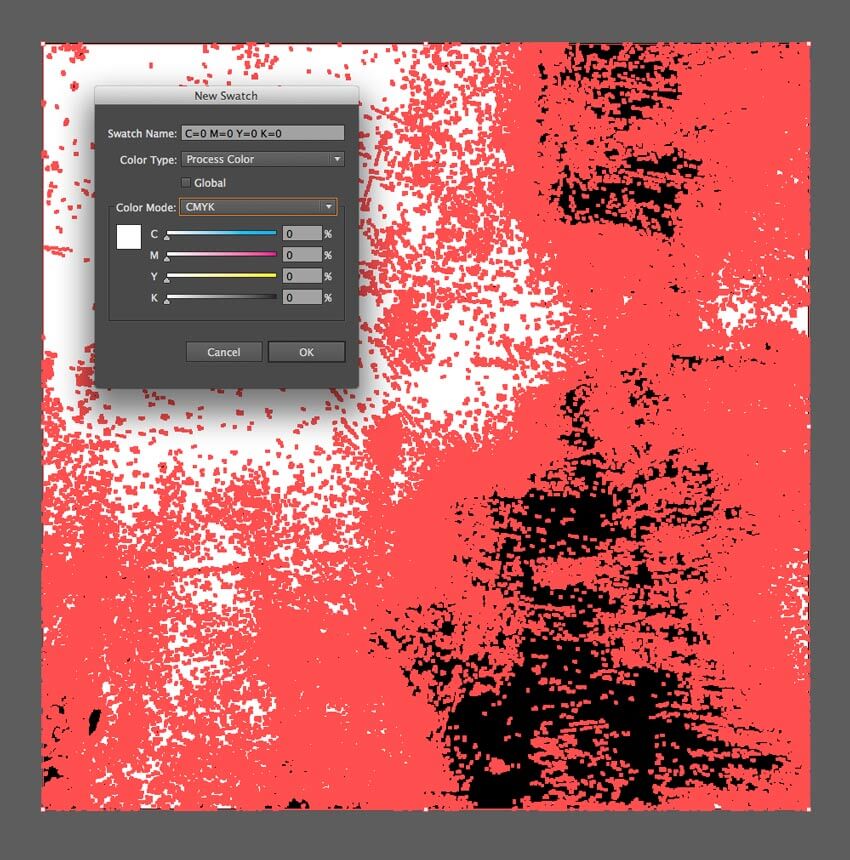 New Swatch
Swatch Name: C=0 M=0 Y=0 K=0
Color Type: Process Color
Global
Color Mode: CMYK
C 0 %
M 0 %
Y 0 %
K 0 %
Cancel OK